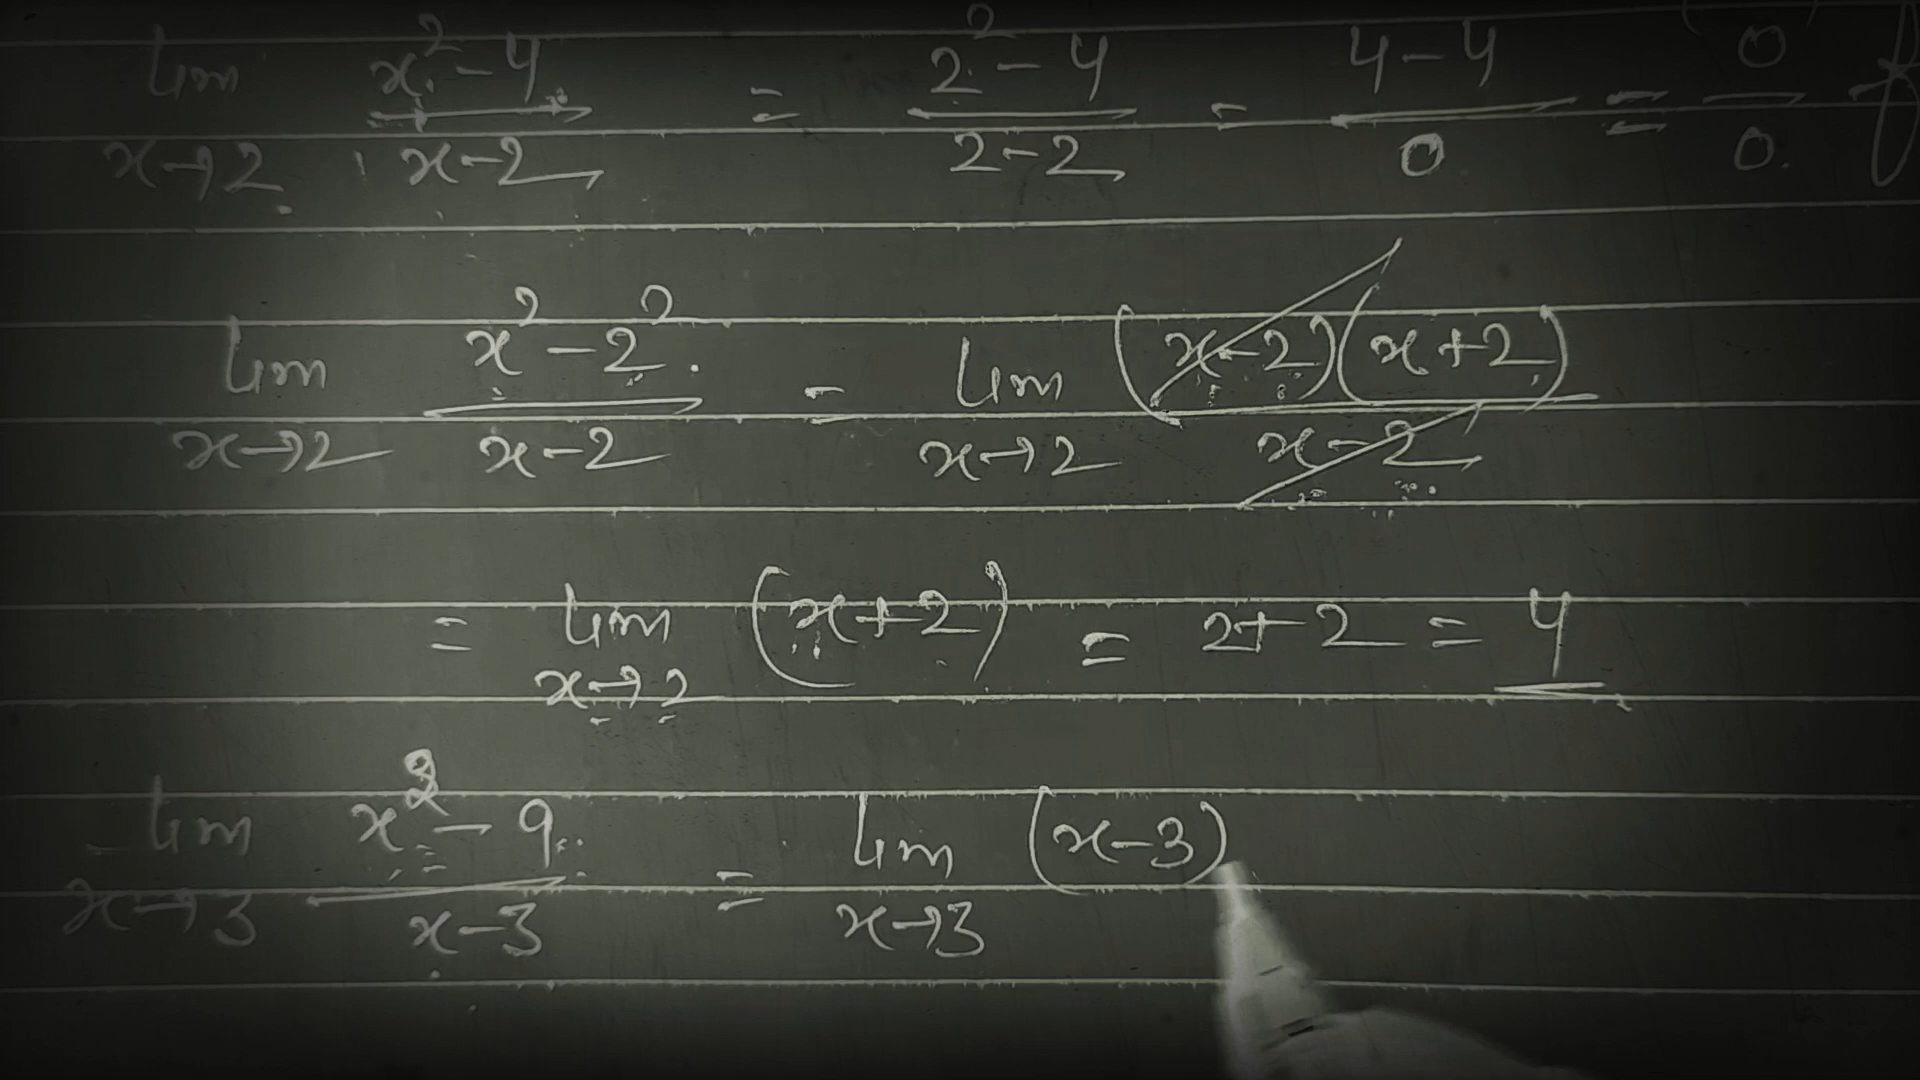 lim x→2 x² - 4 / x - 2 = 2² - 4 / 2 - 2 = 4 - 4 / 0 = 0 / 0
lim x→2 x² - 2² / x - 2 = lim x→2 (x - 2)(x + 2) / x - 2
= lim x→2 (x + 2) = 2 + 2 = 4
lim x→3 x² - 9 / x - 3 = lim x→3 (x - 3)